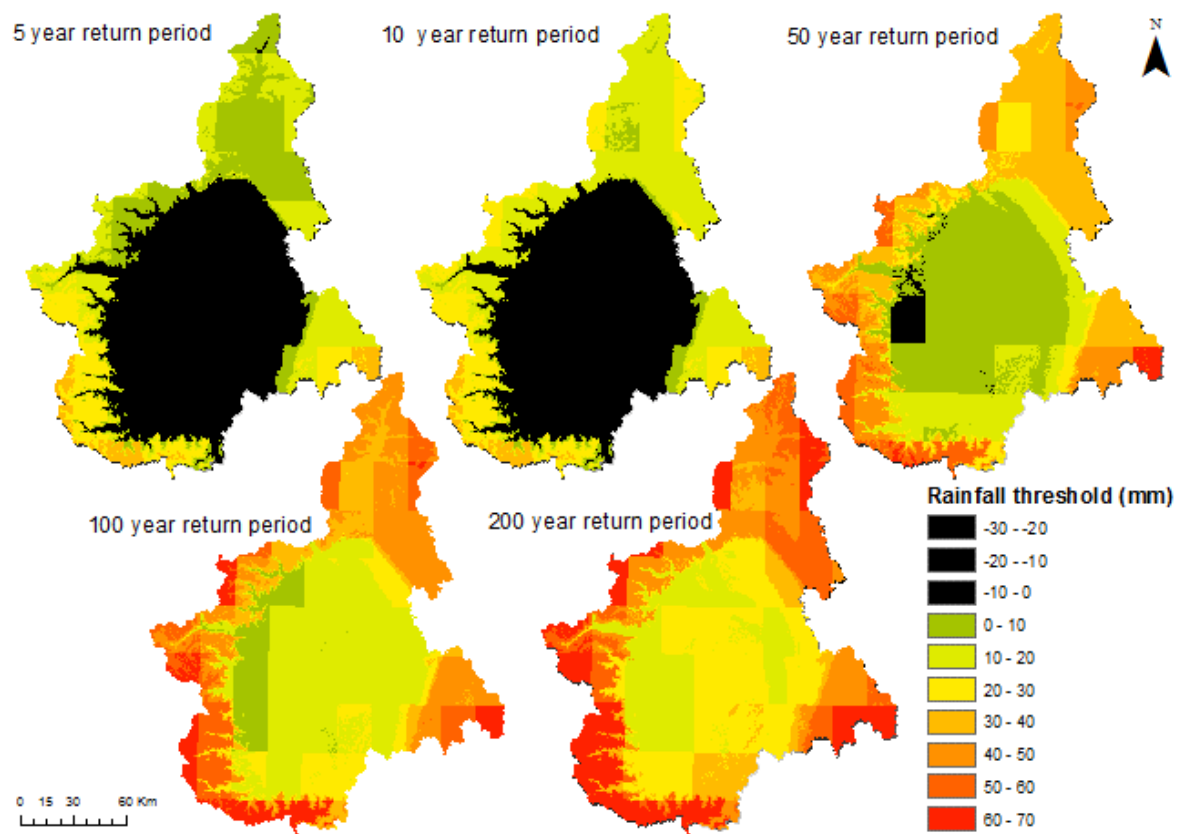 5 year return period
10 year return period
50 year return period
N
100 year return period
200 year return period
Rainfall threshold (mm)
-30 - -20
-20 - -10
-10 - 0
0 - 10
10 - 20
20 - 30
30 - 40
40 - 50
50 - 60
60 - 70
0 15 30 60 Km